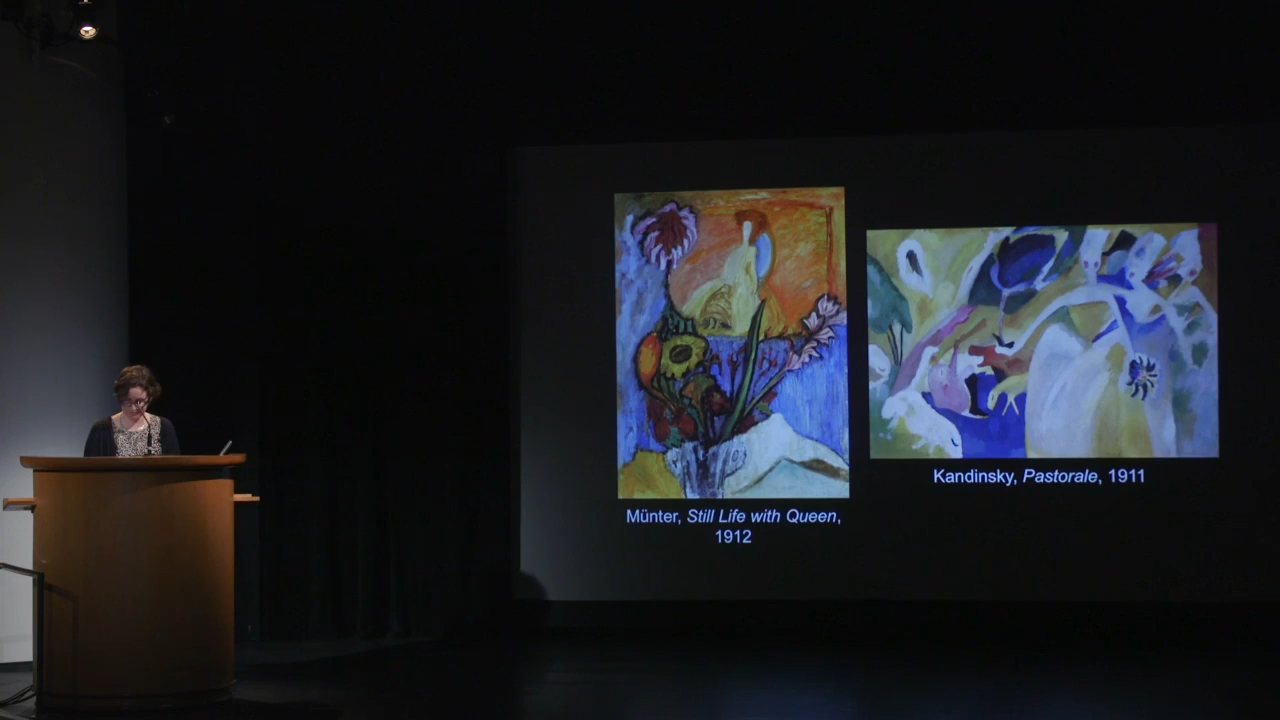 Münter, Still Life with Queen,
1912
Kandinsky, Pastorale, 1911